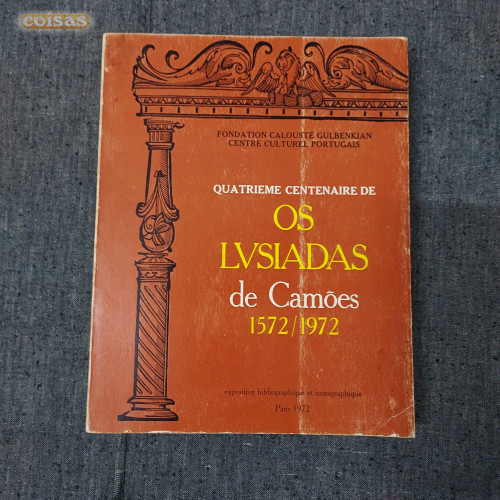 coisas
FONDATION CALOUSTE GULBENKIAN
CENTRE CULTUREL PORTUGAIS
QUATRIEME CENTENAIRE DE
OS
LVSIADAS
de Camões
1572/1972
exposition bibliographique et iconographique
Paris 1972